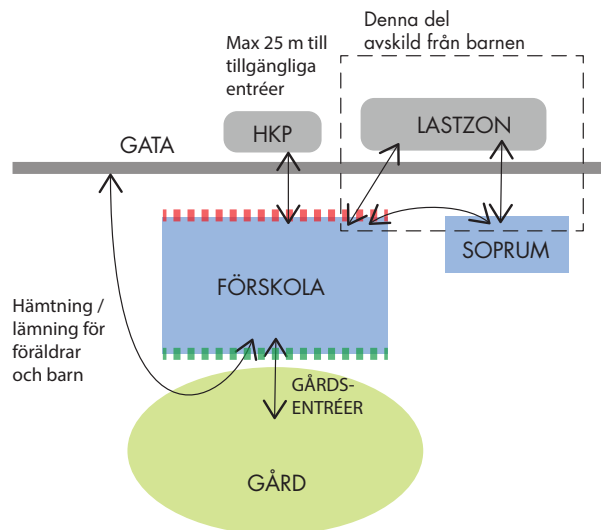 Denna del
avskild från barnen
Max 25 m till
tillgängliga
entréer
HKP
LASTZON
GATA
SOPRUM
FÖRSKOLA
Hämtning /
lämning för
föräldrar
och barn
GÅRDS-
ENTRÉER
GÅRD